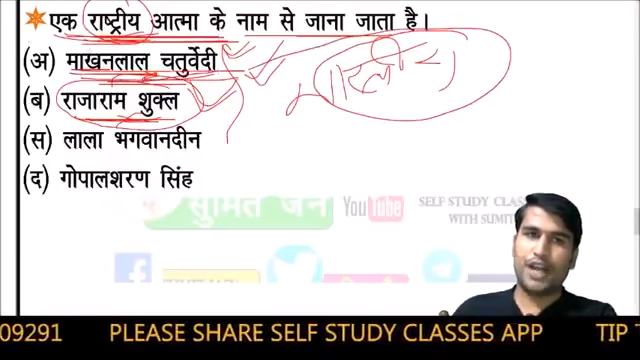 एक राष्ट्रीय आत्मा के नाम से जाना जाता है।
(अ) माखनलाल चतुर्वेदी
(ब) राजाराम शुक्ल
भारतीय
(स) लाला भगवानदीन
(द) गोपालशरण सिंह
सुमित जैन
YouTube
SELF STUDY CLASSES
WITH SUMIT
09291 PLEASE SHARE SELF STUDY CLASSES APP TIP